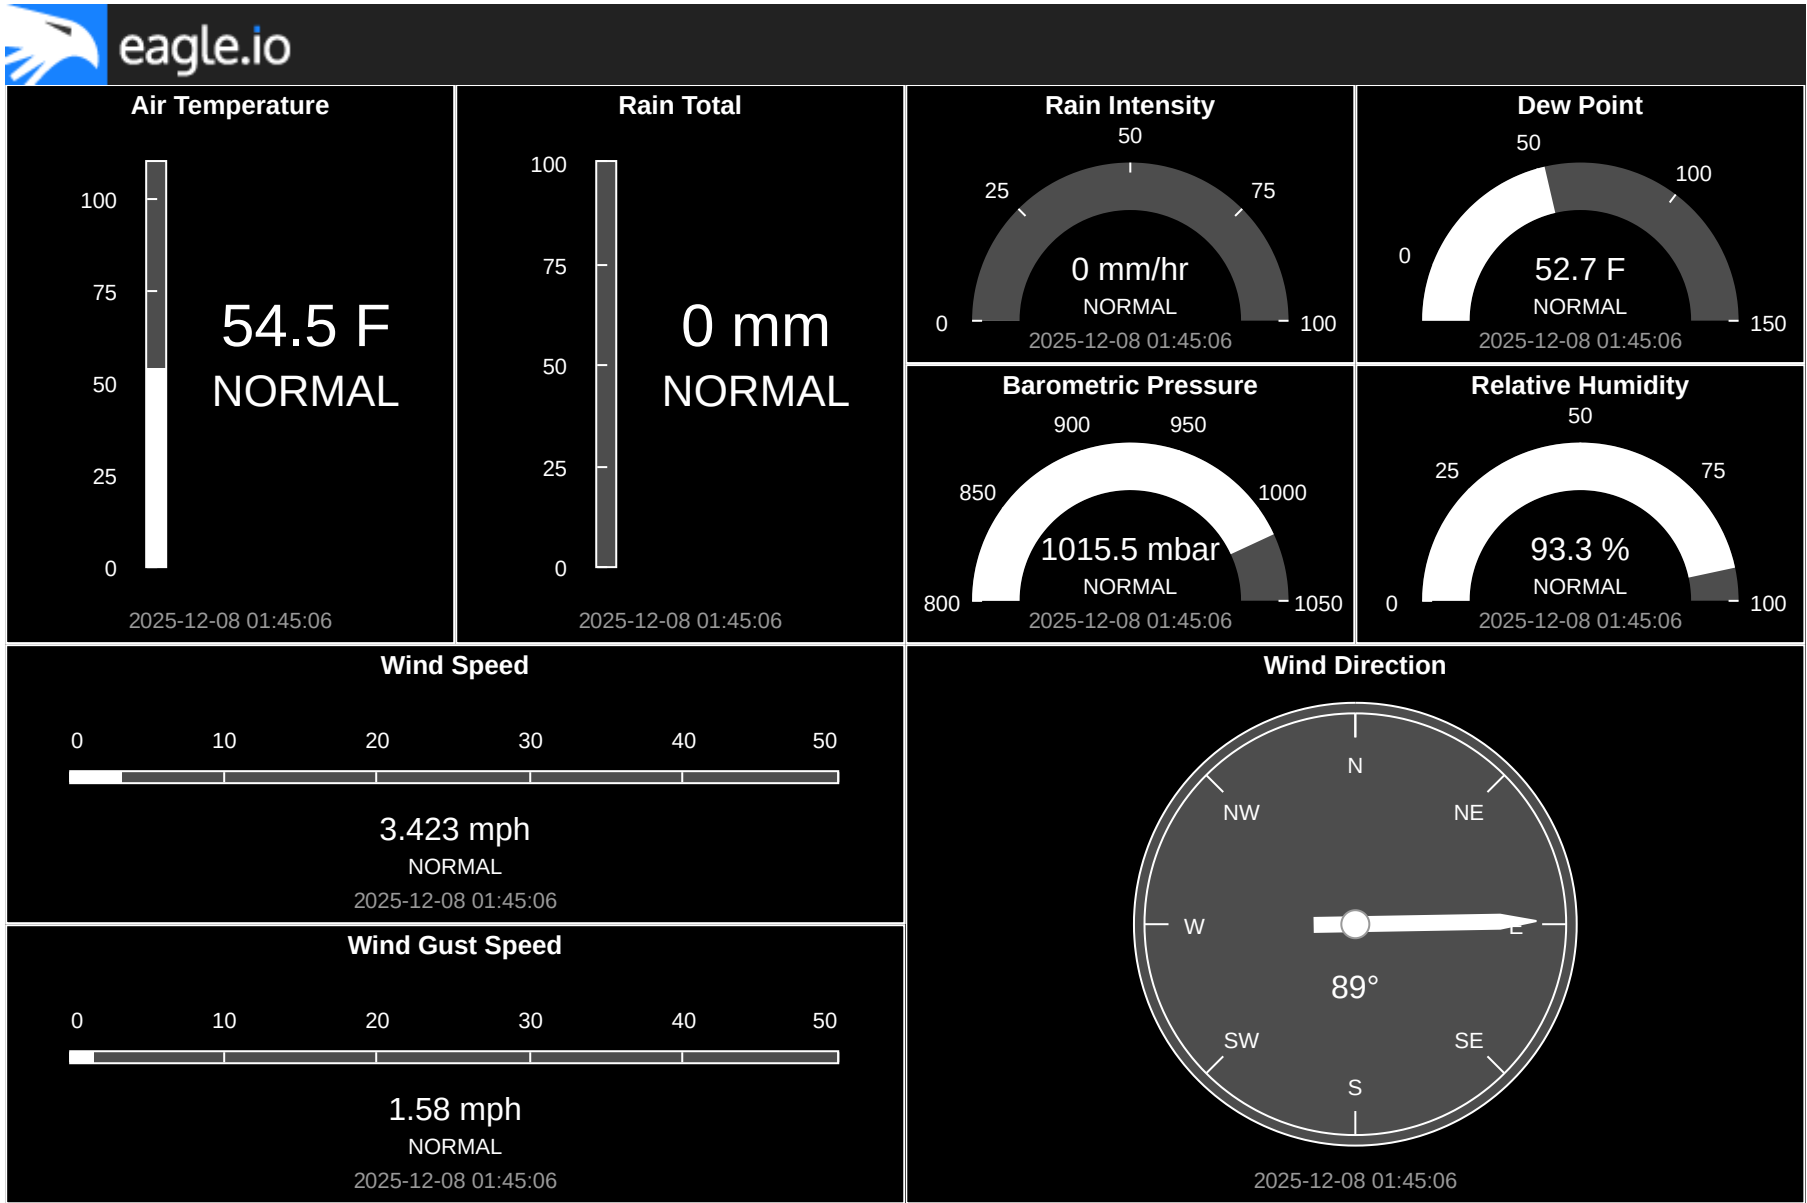 eagle.io
Air Temperature
100
75
50
25
0
54.5 F
NORMAL
2025-12-08 01:45:06
Rain Total
100
75
50
25
0
0 mm
NORMAL
2025-12-08 01:45:06
Rain Intensity
0
25
50
75
100
0 mm/hr
NORMAL
2025-12-08 01:45:06
Dew Point
0
50
100
150
52.7 F
NORMAL
2025-12-08 01:45:06
Barometric Pressure
800
850
900
950
1000
1050
1015.5 mbar
NORMAL
2025-12-08 01:45:06
Relative Humidity
0
25
50
75
100
93.3 %
NORMAL
2025-12-08 01:45:06
Wind Speed
0 10 20 30 40 50
3.423 mph
NORMAL
2025-12-08 01:45:06
Wind Gust Speed
0 10 20 30 40 50
1.58 mph
NORMAL
2025-12-08 01:45:06
Wind Direction
N
NW NE
W E
89°
SW SE
S
2025-12-08 01:45:06